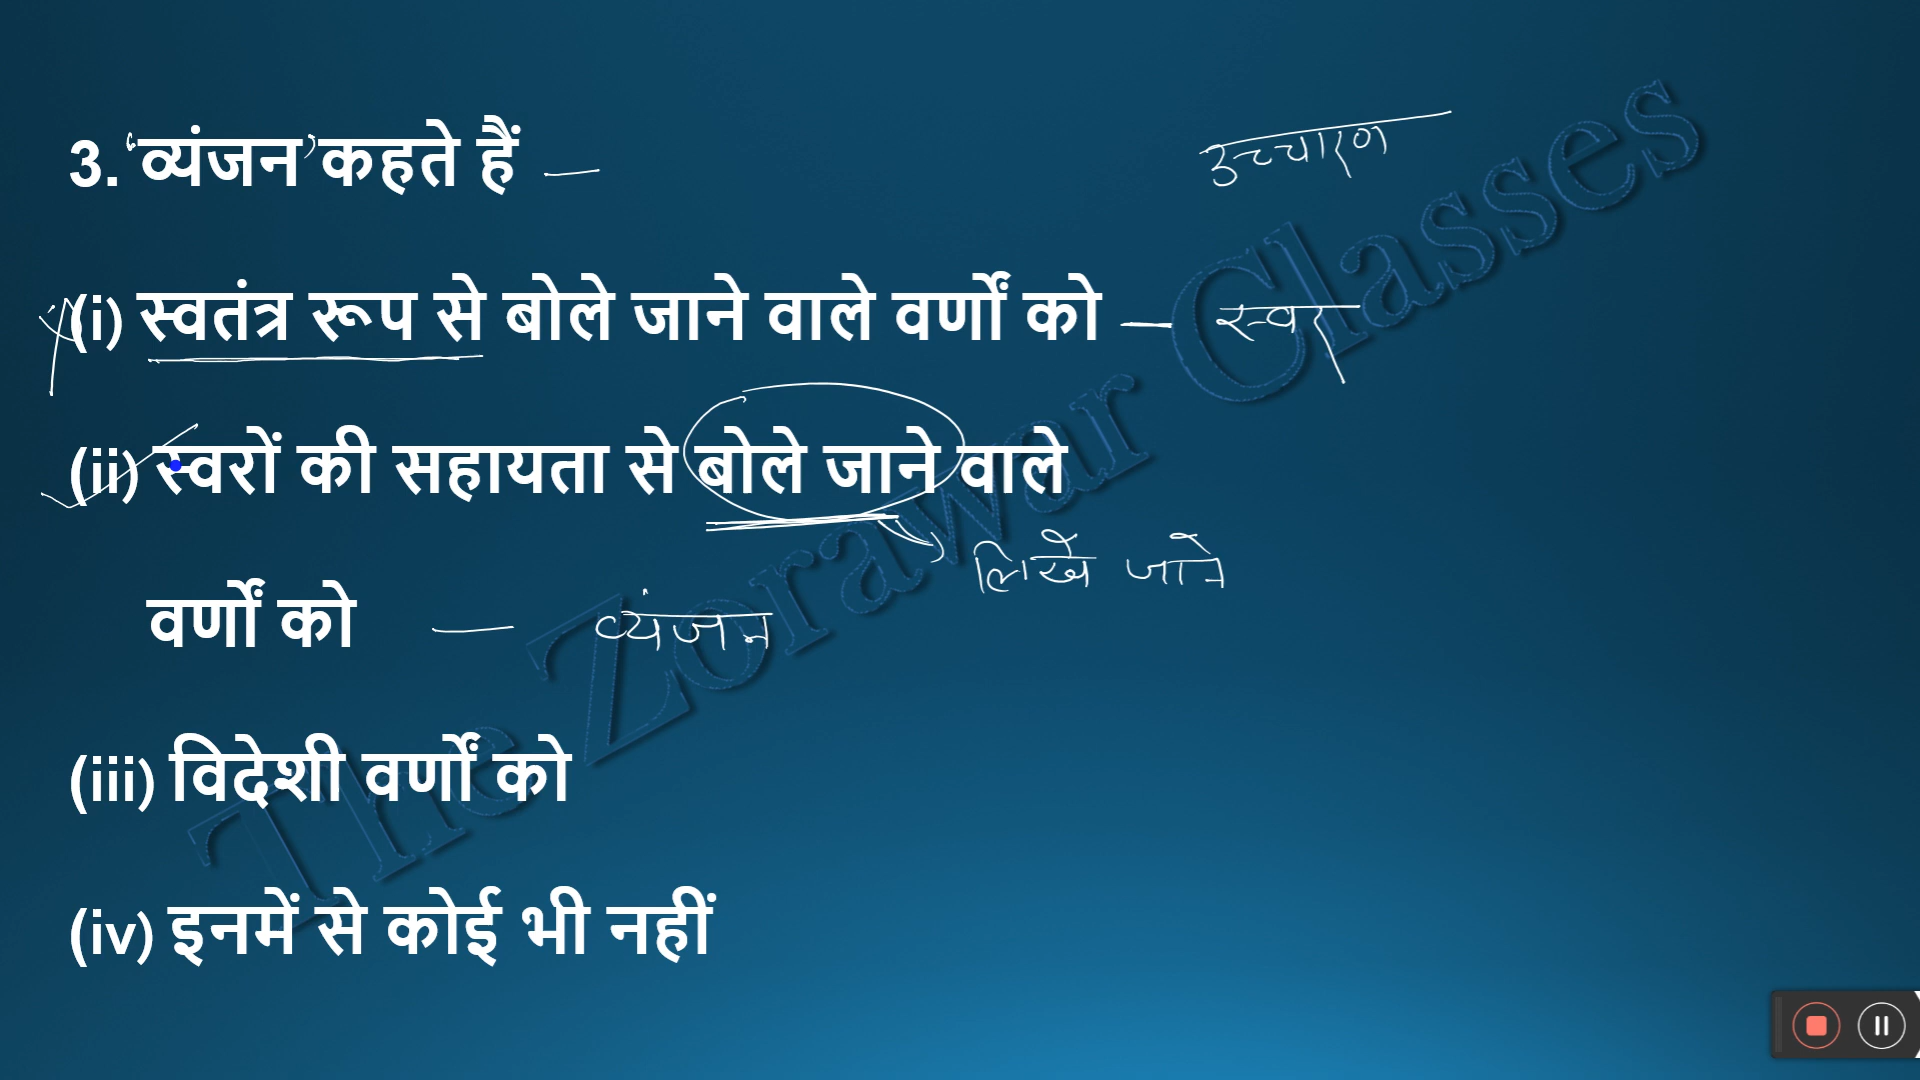 3. ‘व्यंजन’ कहते हैं —
उच्चारण
(i) स्वतंत्र रूप से बोले जाने वाले वर्णों को — स्वर
(ii) स्वरों की सहायता से बोले जाने वाले
लिखे जाने
वर्णों को — व्यंजन
(iii) विदेशी वर्णों को
(iv) इनमें से कोई भी नहीं
The Zorawar Classes